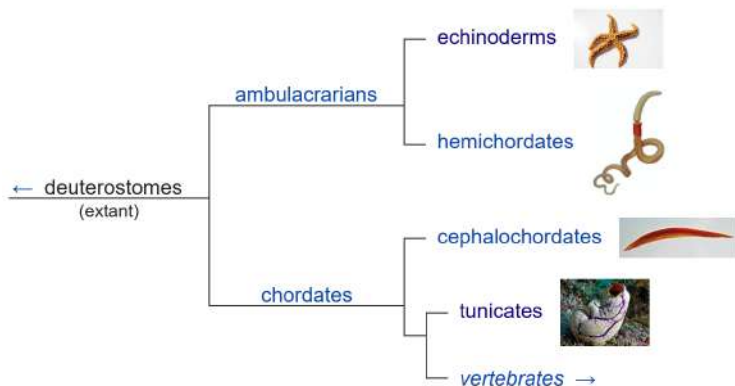 echinoderms
ambulacrarians
hemichordates
← deuterostomes
(extant)
cephalochordates
chordates
tunicates
vertebrates →